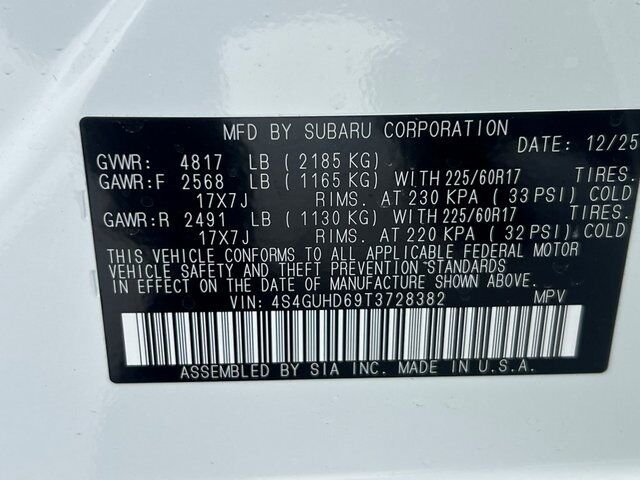 MFD BY SUBARU CORPORATION
DATE: 12/25
GVWR: 4817 LB (2185 KG)
GAWR:F 2568 LB (1165 KG)WITH 225/60R17 TIRES.
17X7J RIMS. AT 230 KPA (33 PSI) COLD
GAWR:R 2491 LB (1130 KG)WITH 225/60R17 TIRES.
17X7J RIMS. AT 220 KPA (32 PSI) COLD
THIS VEHICLE CONFORMS TO ALL APPLICABLE FEDERAL MOTOR
VEHICLE SAFETY AND THEFT PREVENTION STANDARDS
IN EFFECT ON THE DATE OF MANUFACTURE SHOWN ABOVE.
VIN: 4S4GUHD69T3728382 MPV
ASSEMBLED BY SIA INC. MADE IN U.S.A.